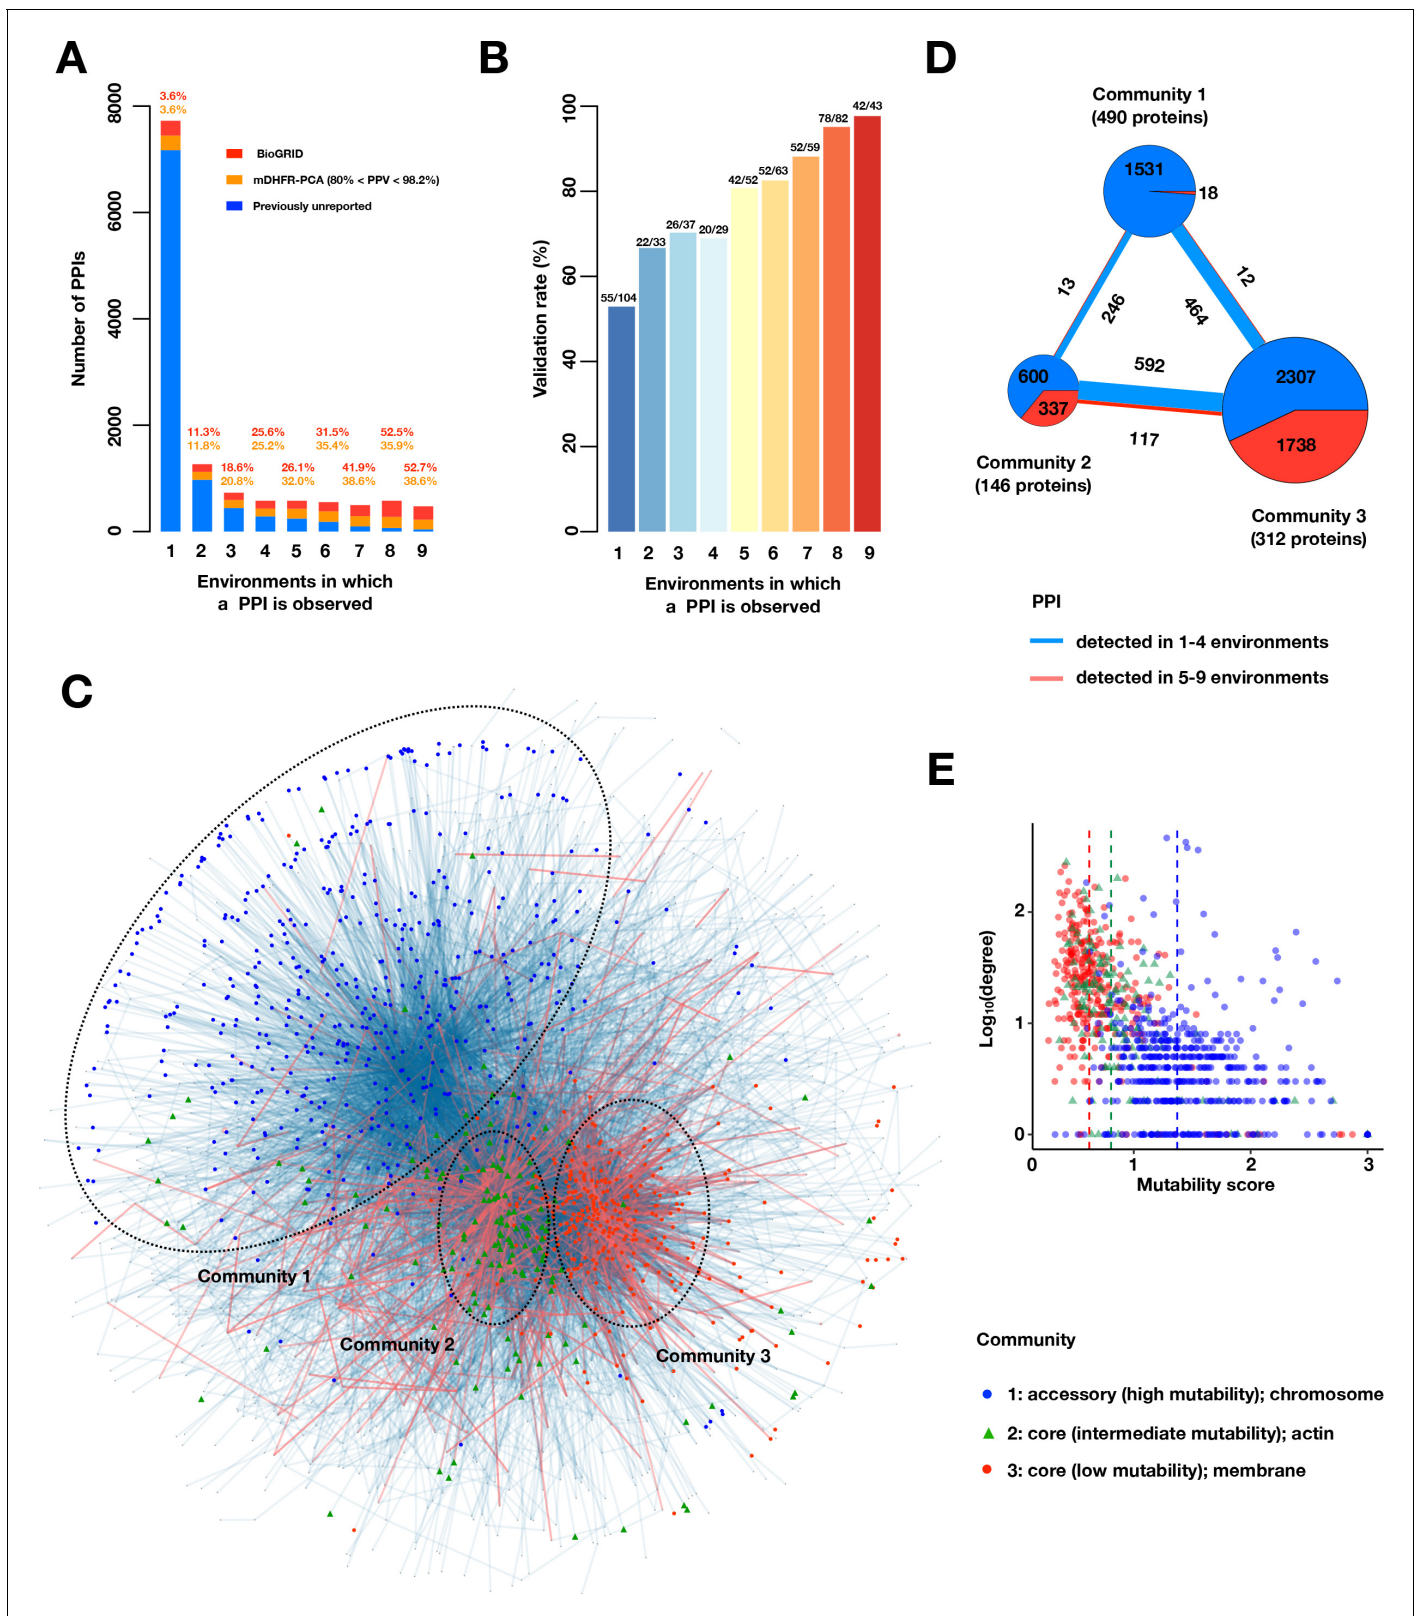 A
8000
6000
4000
2000
0
Number of PPIs
3.6%
3.6%
BioGRID
mDHFR-PCA (80% < PPV < 98.2%)
Previously unreported
11.3%
11.8%
18.6%
20.8%
25.6%
25.2%
26.1%
32.0%
31.5%
35.4%
41.9%
38.6%
52.5%
35.9%
52.7%
38.6%
1 2 3 4 5 6 7 8 9
Environments in which
a PPI is observed
B
100
80
60
40
20
0
Validation rate (%)
55/104
22/33
26/37
20/29
42/52
52/63
52/59
78/82
42/43
1 2 3 4 5 6 7 8 9
Environments in which
a PPI is observed
D
Community 1
(490 proteins)
1531
18
13
246
464
12
592
117
600
337
2307
1738
Community 2
(146 proteins)
Community 3
(312 proteins)
PPI
detected in 1-4 environments
detected in 5-9 environments
C
Community 1
Community 2
Community 3
E
Log10(degree)
2
1
0
0 1 2 3
Mutability score
Community
1: accessory (high mutability); chromosome
2: core (intermediate mutability); actin
3: core (low mutability); membrane